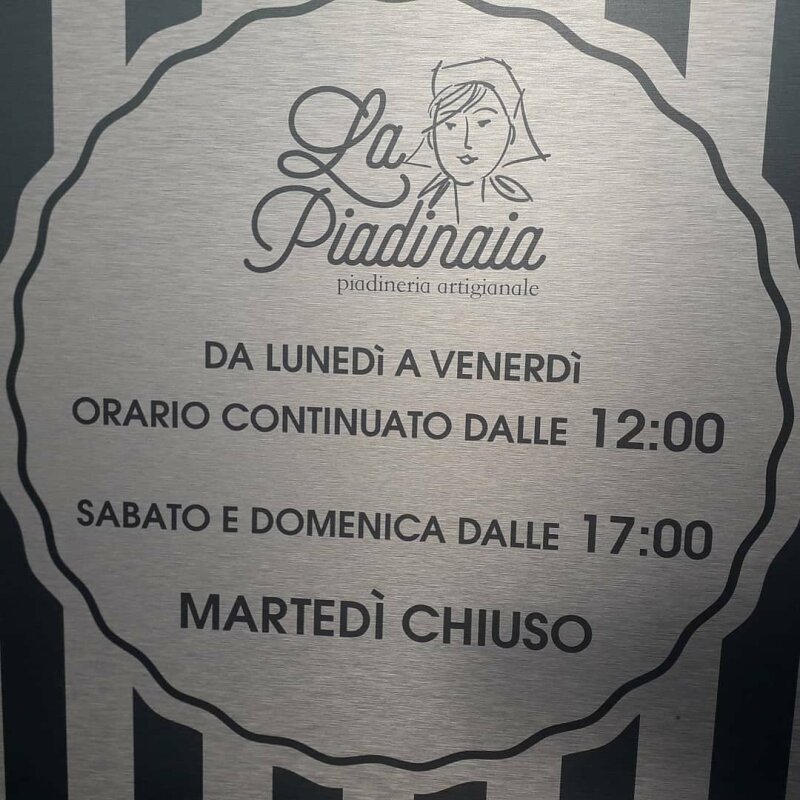 La
Piadinaia
piadineria artigianale
DA LUNEDì A VENERDì
ORARIO CONTINUATO DALLE 12:00
SABATO E DOMENICA DALLE 17:00
MARTEDÌ CHIUSO